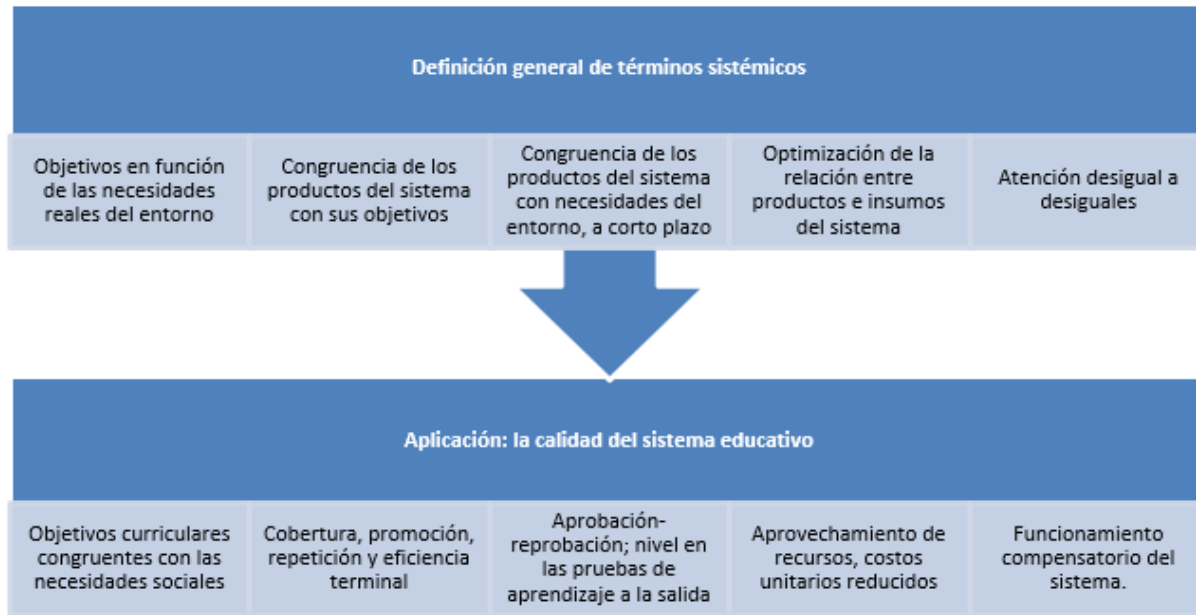 Definición general de términos sistémicos
Objetivos en función
de las necesidades
reales del entorno
Congruencia de los
productos del sistema
con sus objetivos
Congruencia de los
productos del sistema
con necesidades del
entorno, a corto plazo
Optimización de la
relación entre
productos e insumos
del sistema
Atención desigual a
desiguales
Aplicación: la calidad del sistema educativo
Objetivos curriculares
congruentes con las
necesidades sociales
Cobertura, promoción,
repetición y eficiencia
terminal
Aprobación-
reprobación; nivel en
las pruebas de
aprendizaje a la salida
Aprovechamiento de
recursos, costos
unitarios reducidos
Funcionamiento
compensatorio del
sistema.